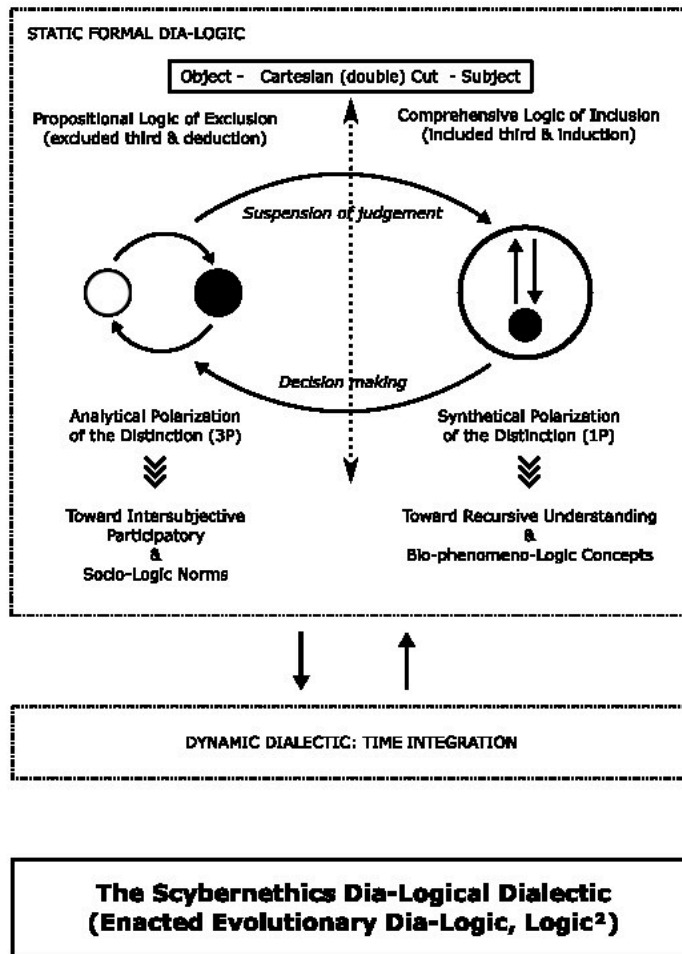 STATIC FORMAL DIA-LOGIC
Object - Cartesian (double) Cut - Subject
Propositional Logic of Exclusion
(excluded third & deduction)
Comprehensive Logic of Inclusion
(included third & induction)
Suspension of judgement
Decision making
Analytical Polarization
of the Distinction (3P)
Synthetical Polarization
of the Distinction (1P)
Toward Intersubjective
Participatory
&
Socio-Logic Norms
Toward Recursive Understanding
&
Bio-phenomeno-Logic Concepts
DYNAMIC DIALECTIC: TIME INTEGRATION
The Scybernethics Dia-Logical Dialectic
(Enacted Evolutionary Dia-Logic, Logic²)